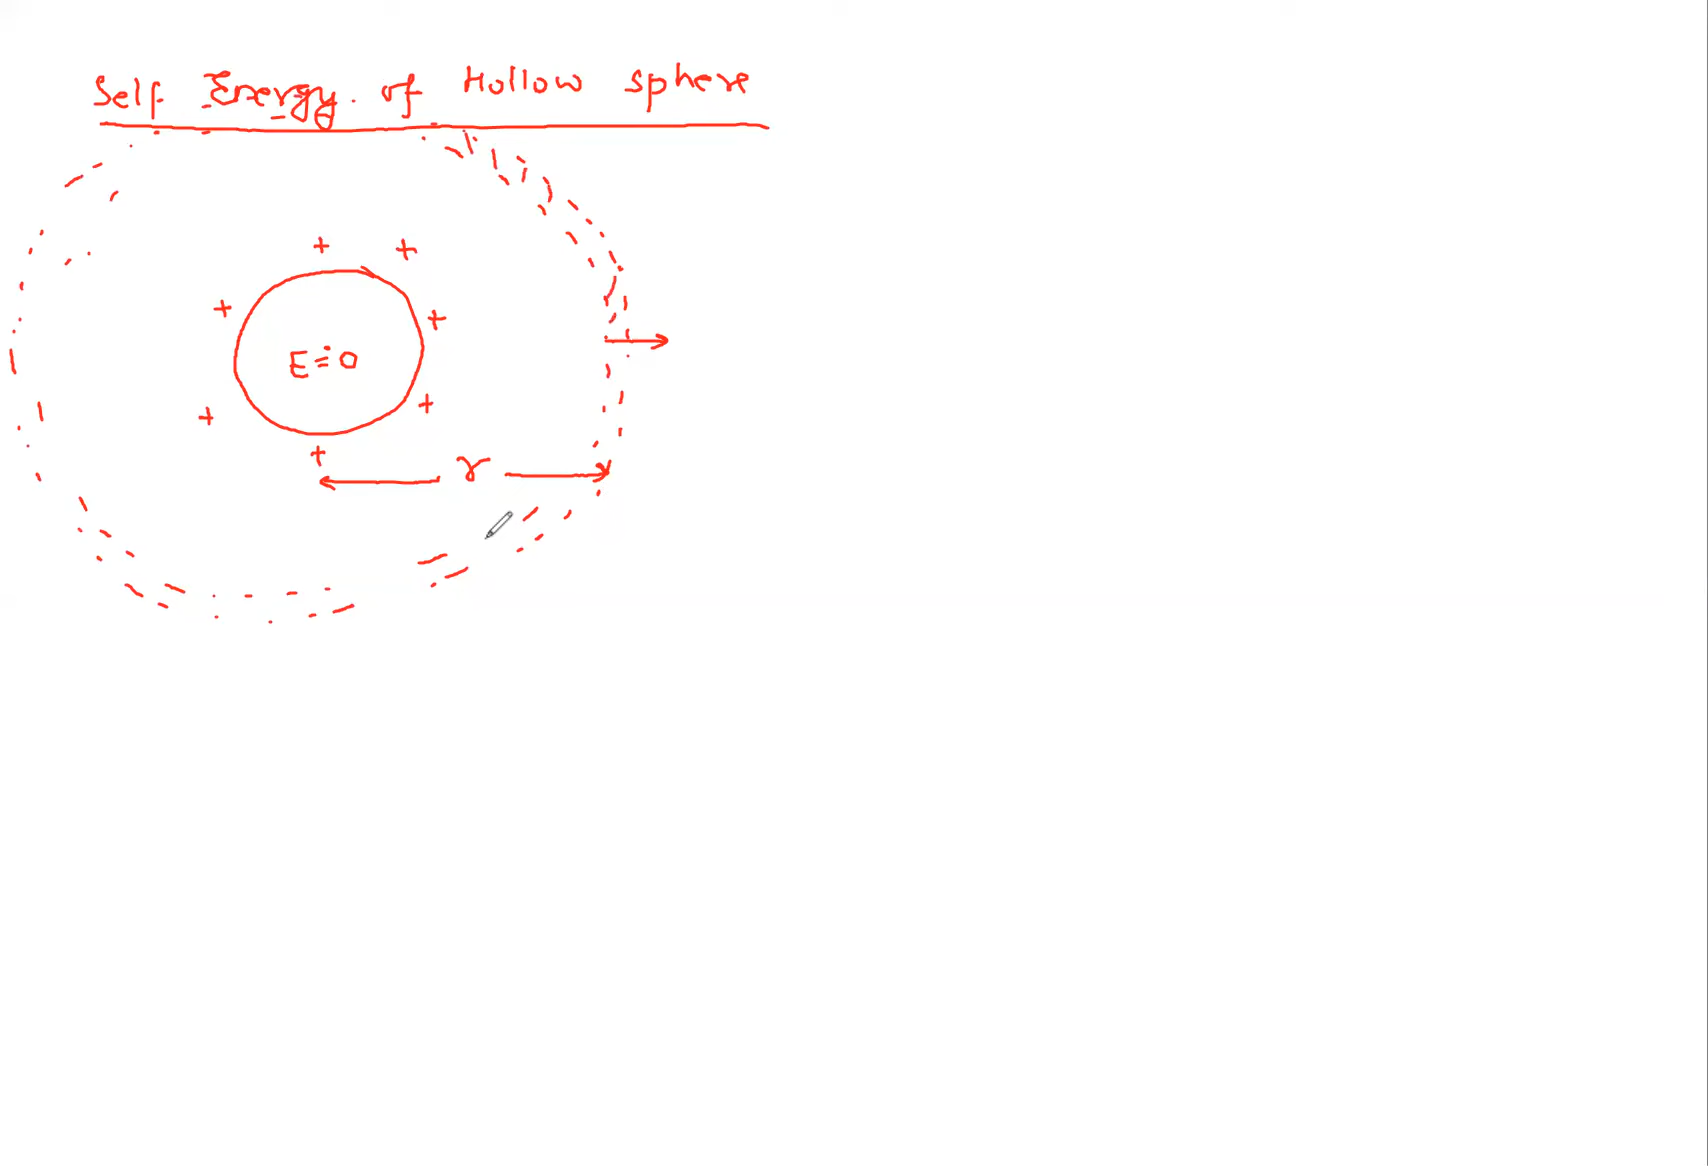 Self Energy of Hollow sphere
+ +
+ +
E = 0
+ +
+
r